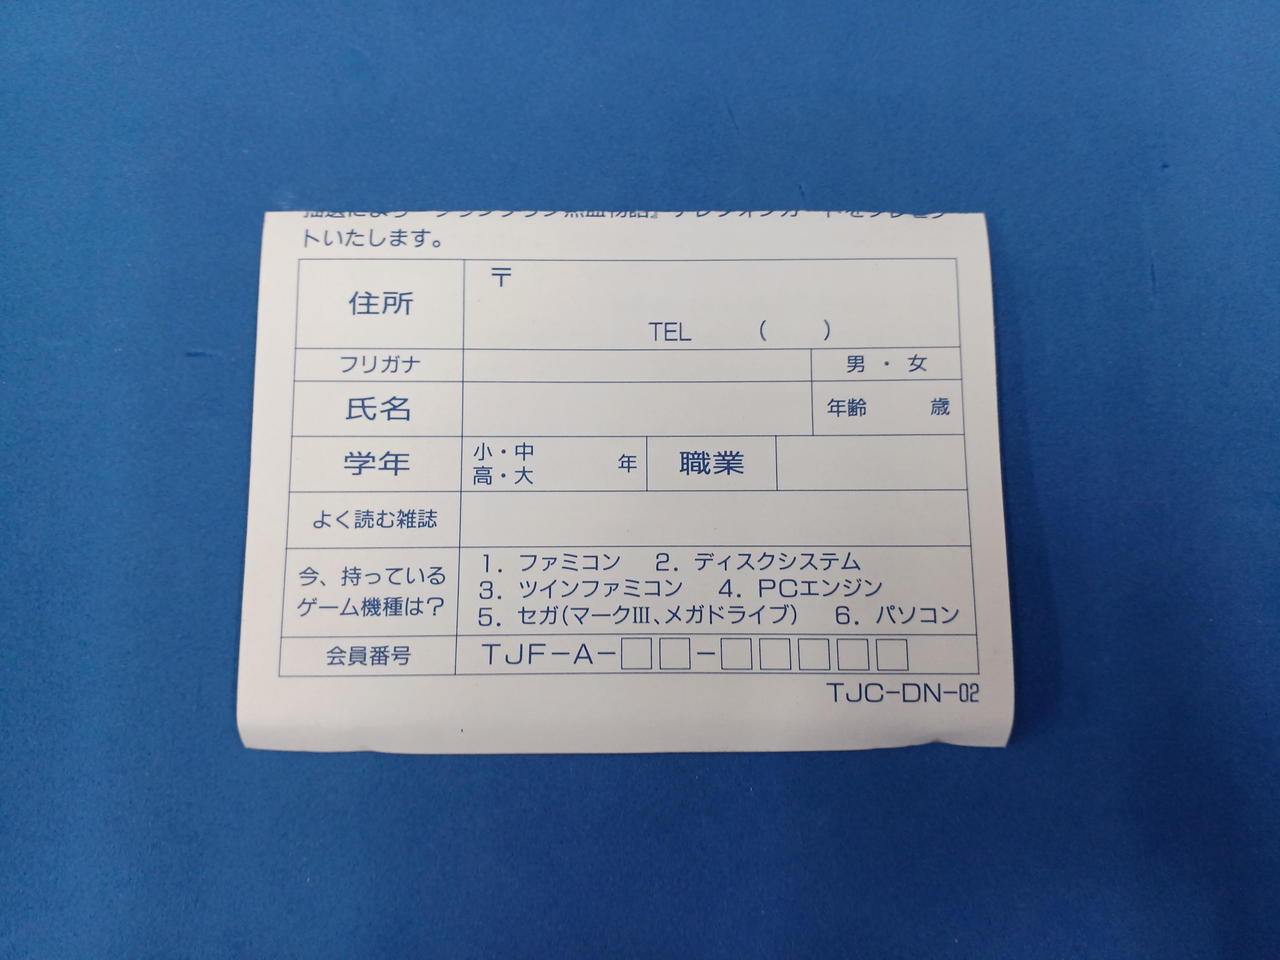 トいたします。
住所
〒
TEL ( )
フリガナ
男・女
氏名
年齢 歳
学年
小・中
高・大
年
職業
よく読む雑誌
今、持っている
ゲーム機種は?
1. ファミコン 2. ディスクシステム
3. ツインファミコン 4. PCエンジン
5. セガ(マークⅢ、メガドライブ) 6. パソコン
会員番号
TJF-A-□□-□□□□□
TJC-DN-02